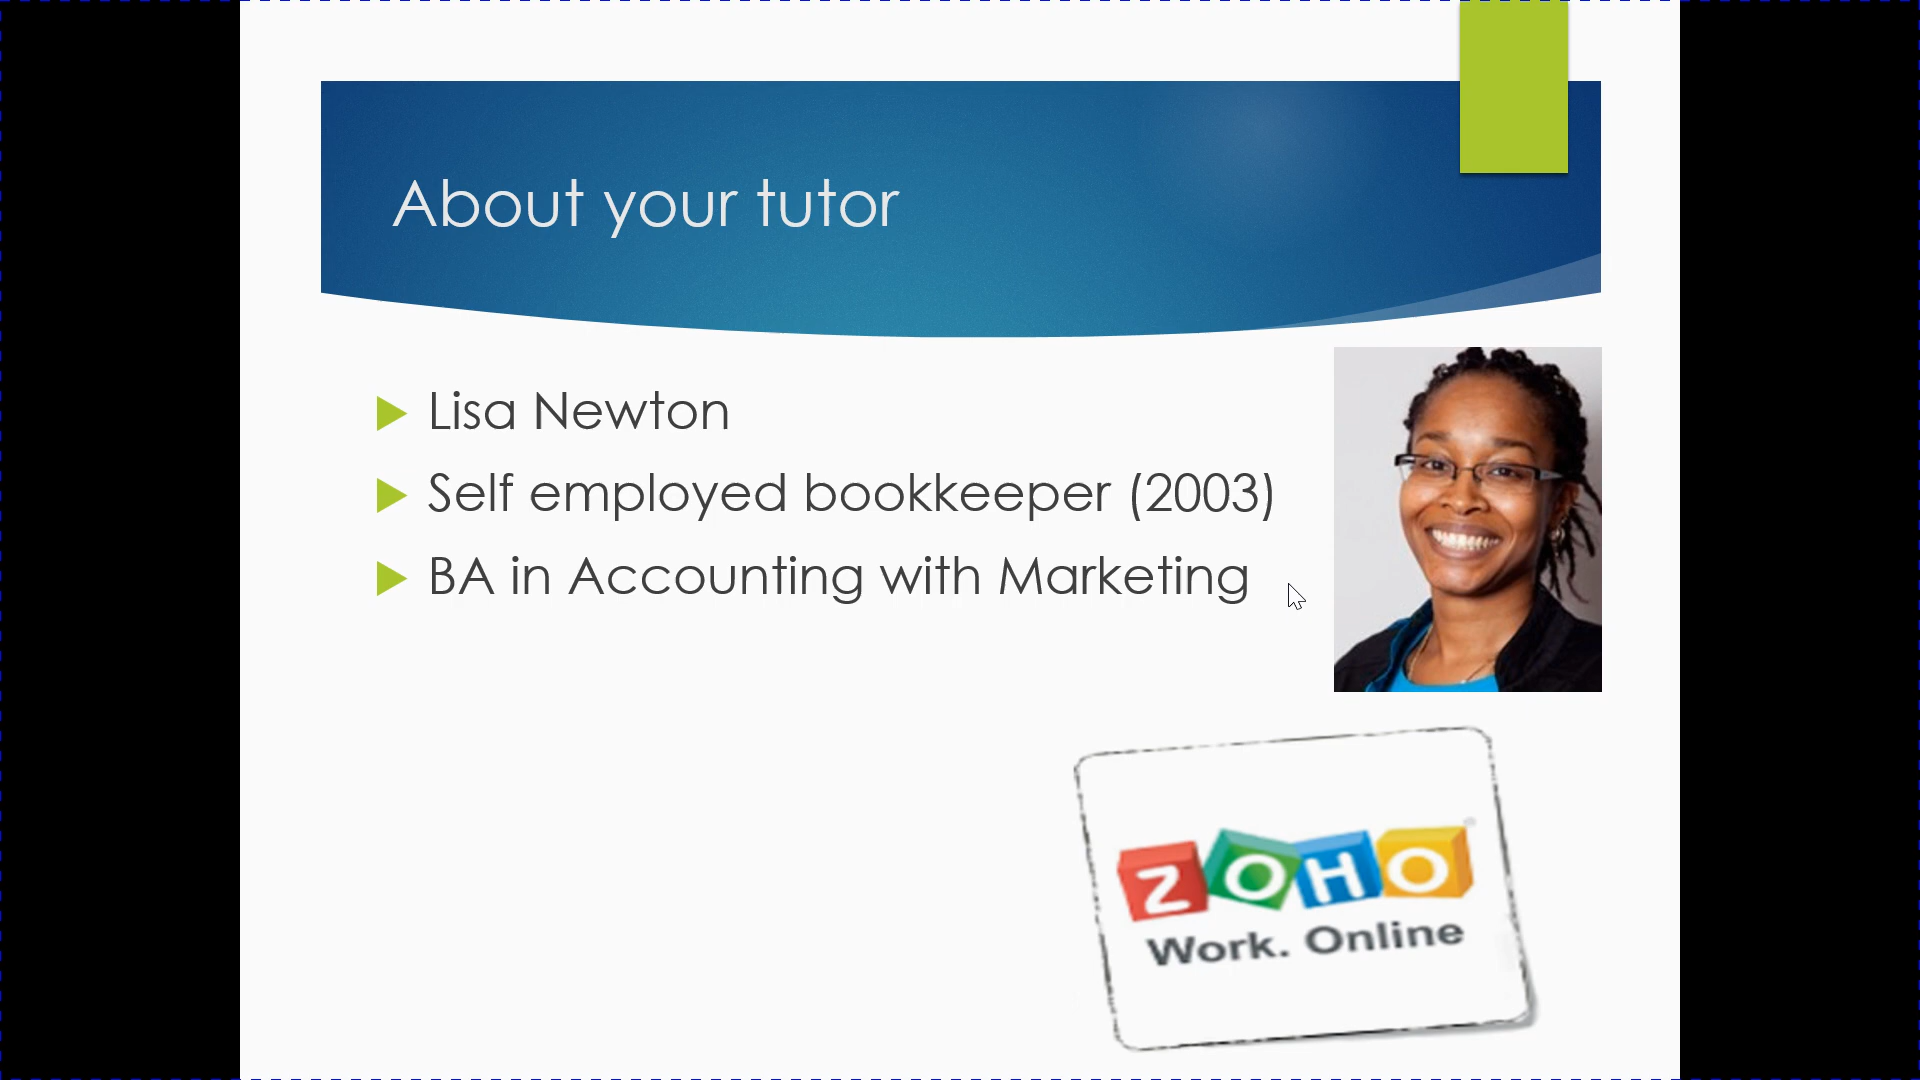 About your tutor
Lisa Newton
Self employed bookkeeper (2003)
BA in Accounting with Marketing
ZOHO
Work. Online